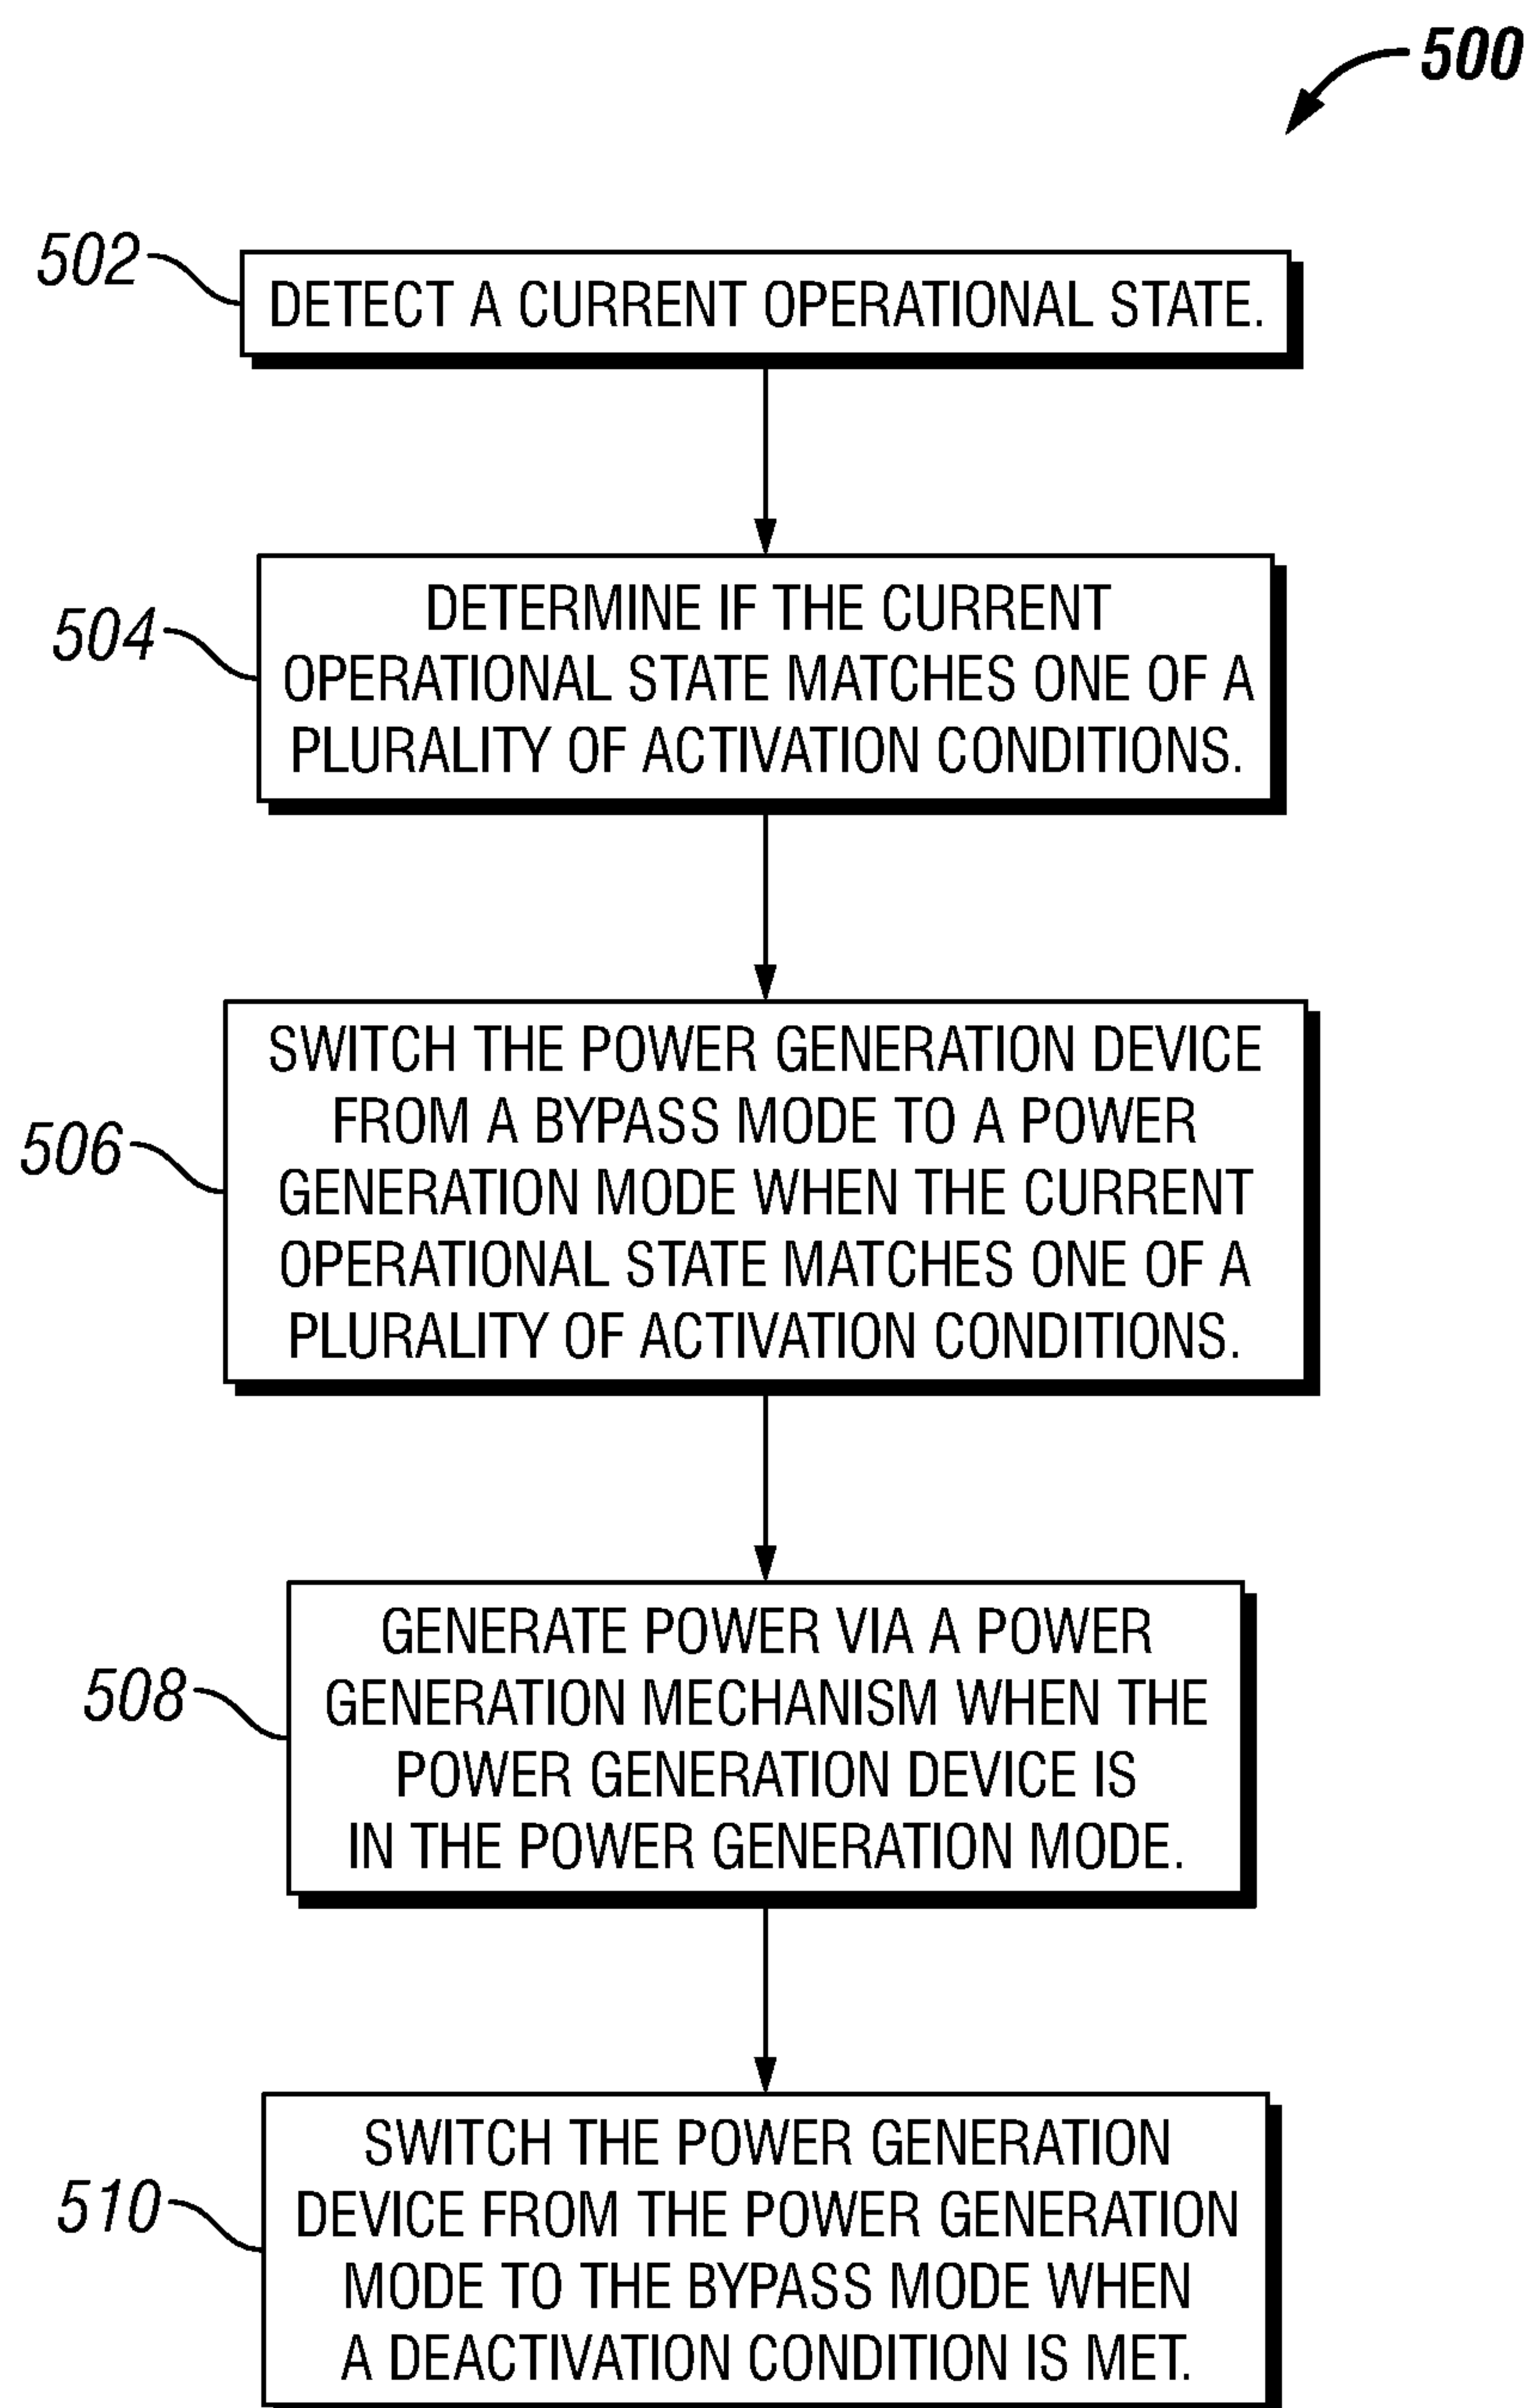 500
502
DETECT A CURRENT OPERATIONAL STATE.
504
DETERMINE IF THE CURRENT
OPERATIONAL STATE MATCHES ONE OF A
PLURALITY OF ACTIVATION CONDITIONS.
506
SWITCH THE POWER GENERATION DEVICE
FROM A BYPASS MODE TO A POWER
GENERATION MODE WHEN THE CURRENT
OPERATIONAL STATE MATCHES ONE OF A
PLURALITY OF ACTIVATION CONDITIONS.
508
GENERATE POWER VIA A POWER
GENERATION MECHANISM WHEN THE
POWER GENERATION DEVICE IS
IN THE POWER GENERATION MODE.
510
SWITCH THE POWER GENERATION
DEVICE FROM THE POWER GENERATION
MODE TO THE BYPASS MODE WHEN
A DEACTIVATION CONDITION IS MET.